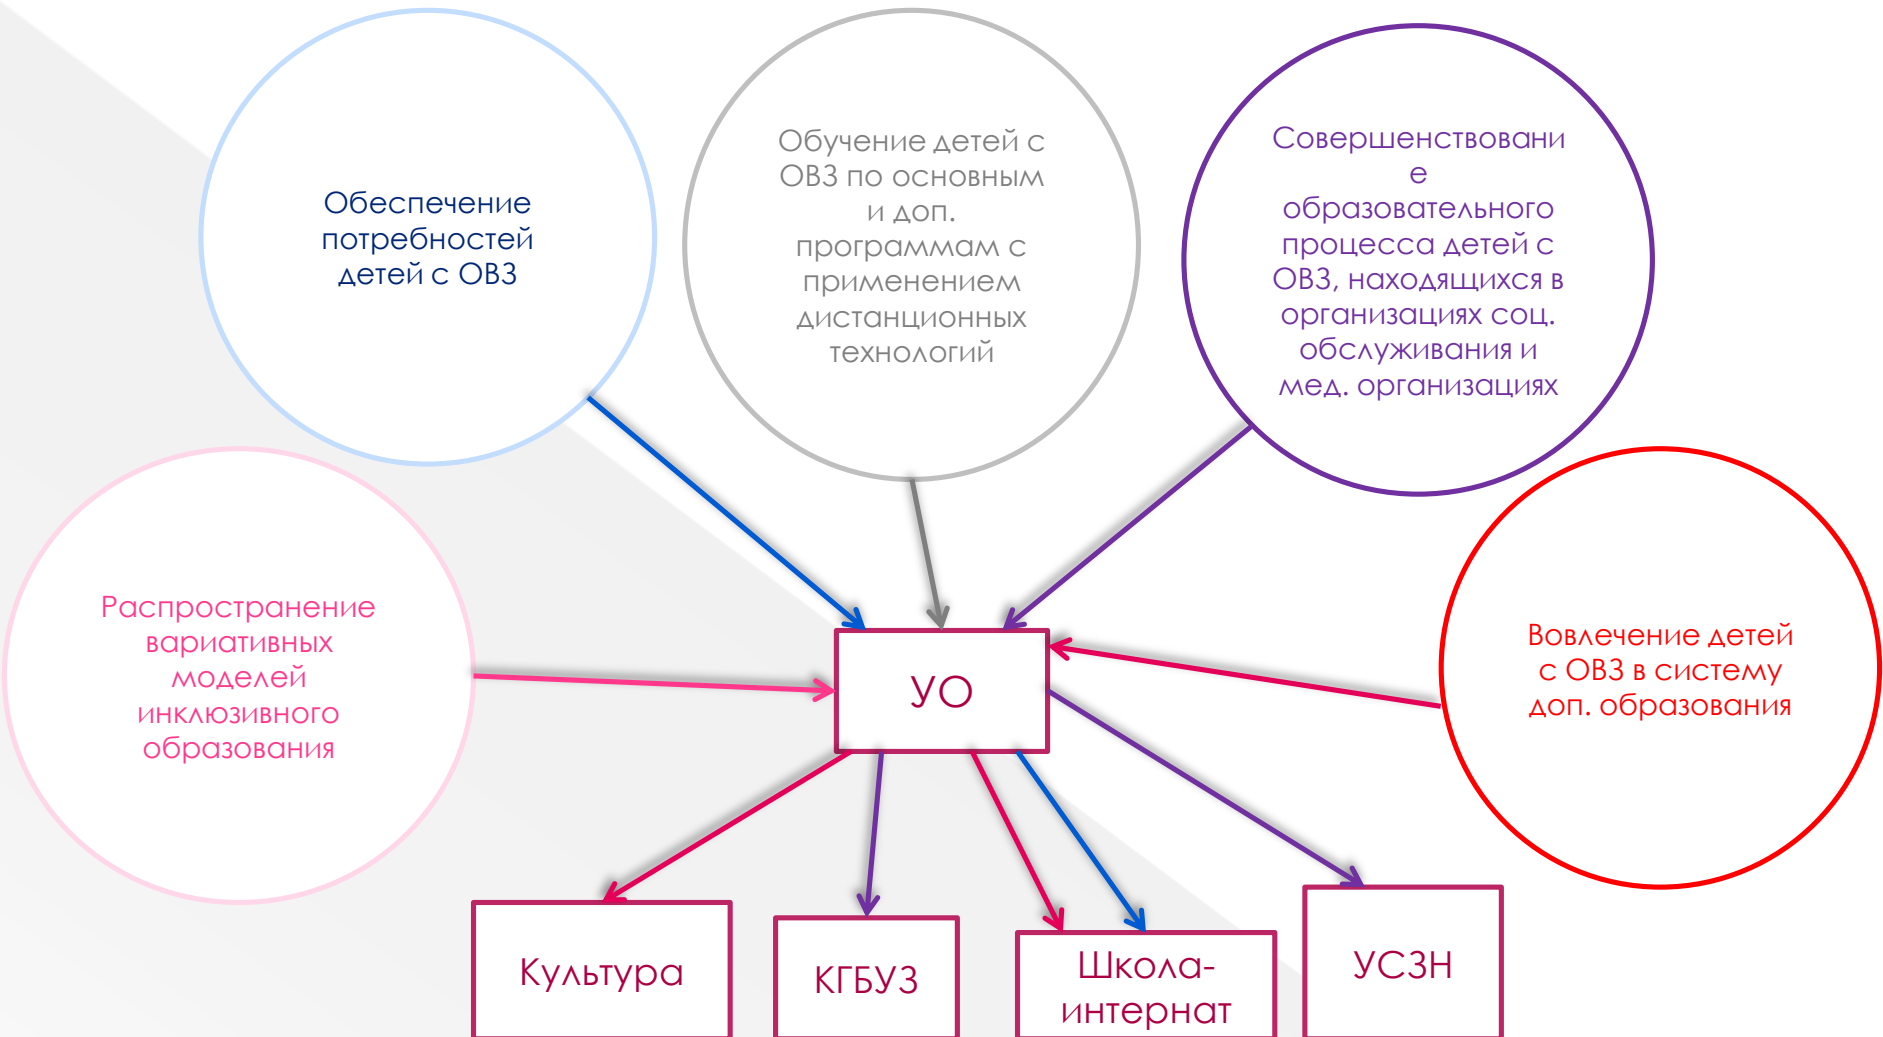 Обеспечение
потребностей
детей с ОВЗ
Обучение детей с
ОВЗ по основным
и доп.
программам с
применением
дистанционных
технологий
Совершенствовани
е
образовательного
процесса детей с
ОВЗ, находящихся в
организациях соц.
обслуживания и
мед. организациях
Распространение
вариативных
моделей
инклюзивного
образования
Вовлечение детей
с ОВЗ в систему
доп. образования
УО
Культура
КГБУЗ
Школа-
интернат
УСЗН